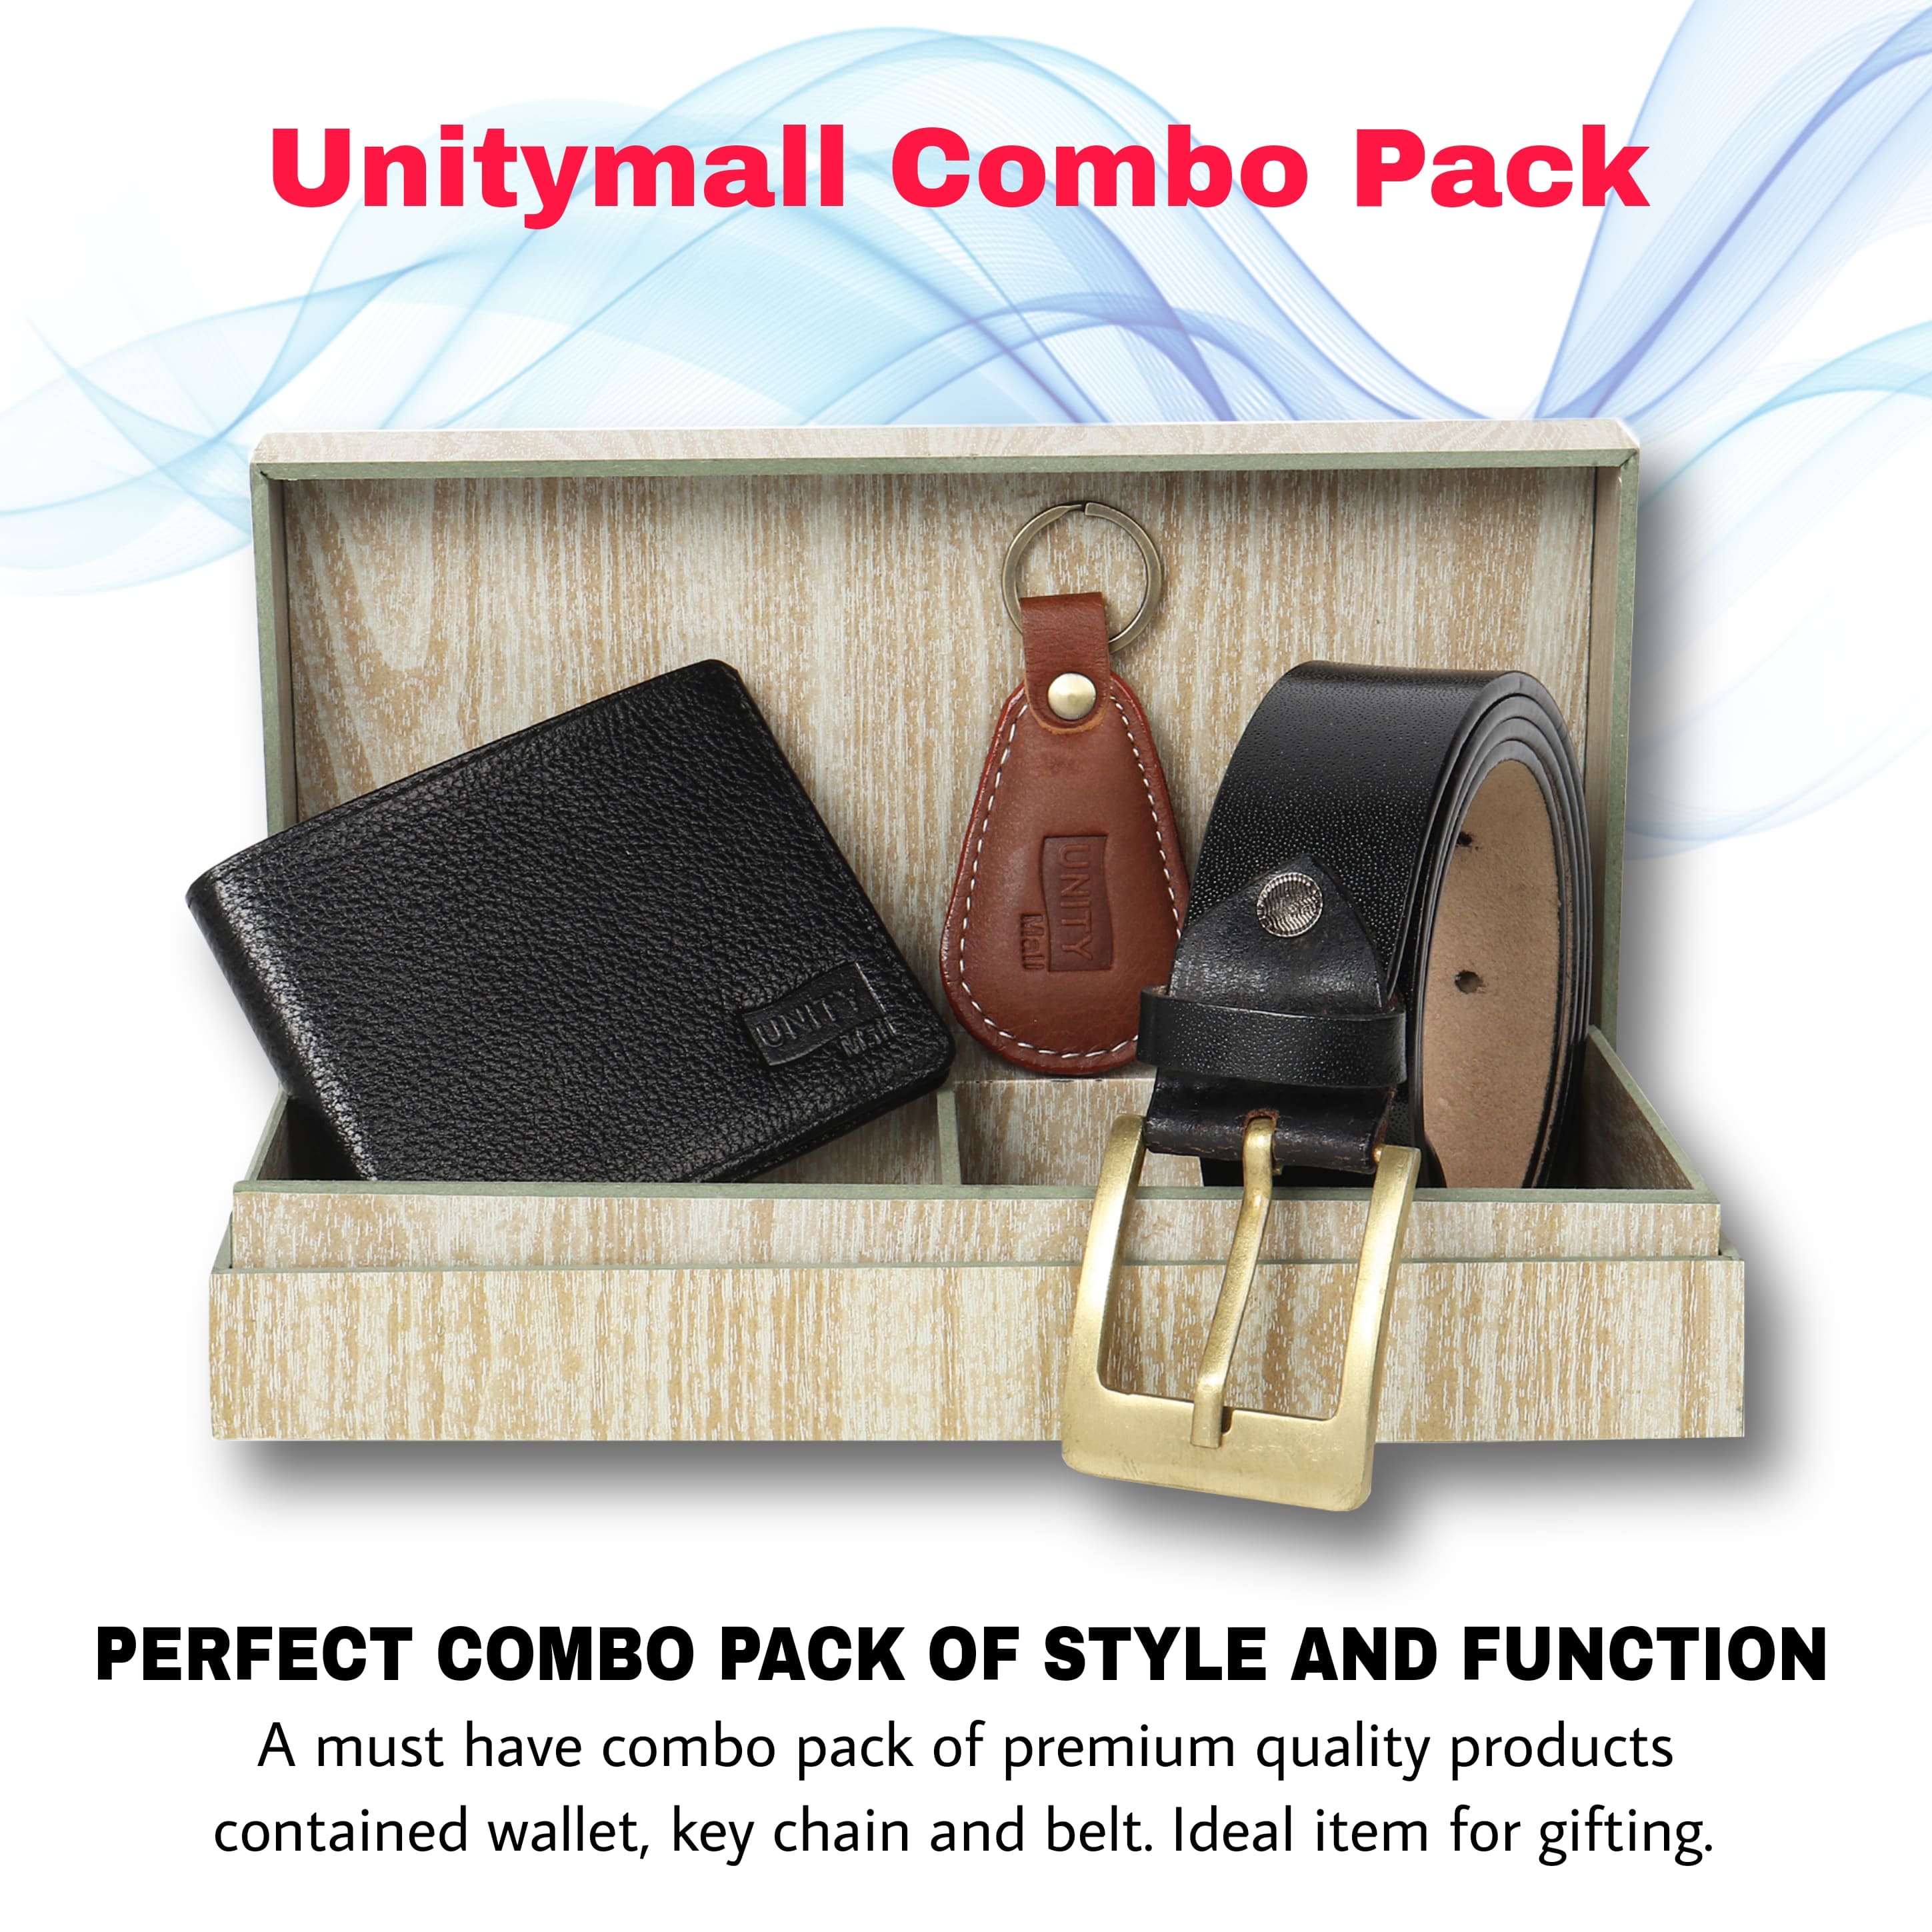 Unitymall Combo Pack
UNITY
Mall
UNITY
Mall
PERFECT COMBO PACK OF STYLE AND FUNCTION
A must have combo pack of premium quality products
contained wallet, key chain and belt. Ideal item for gifting.